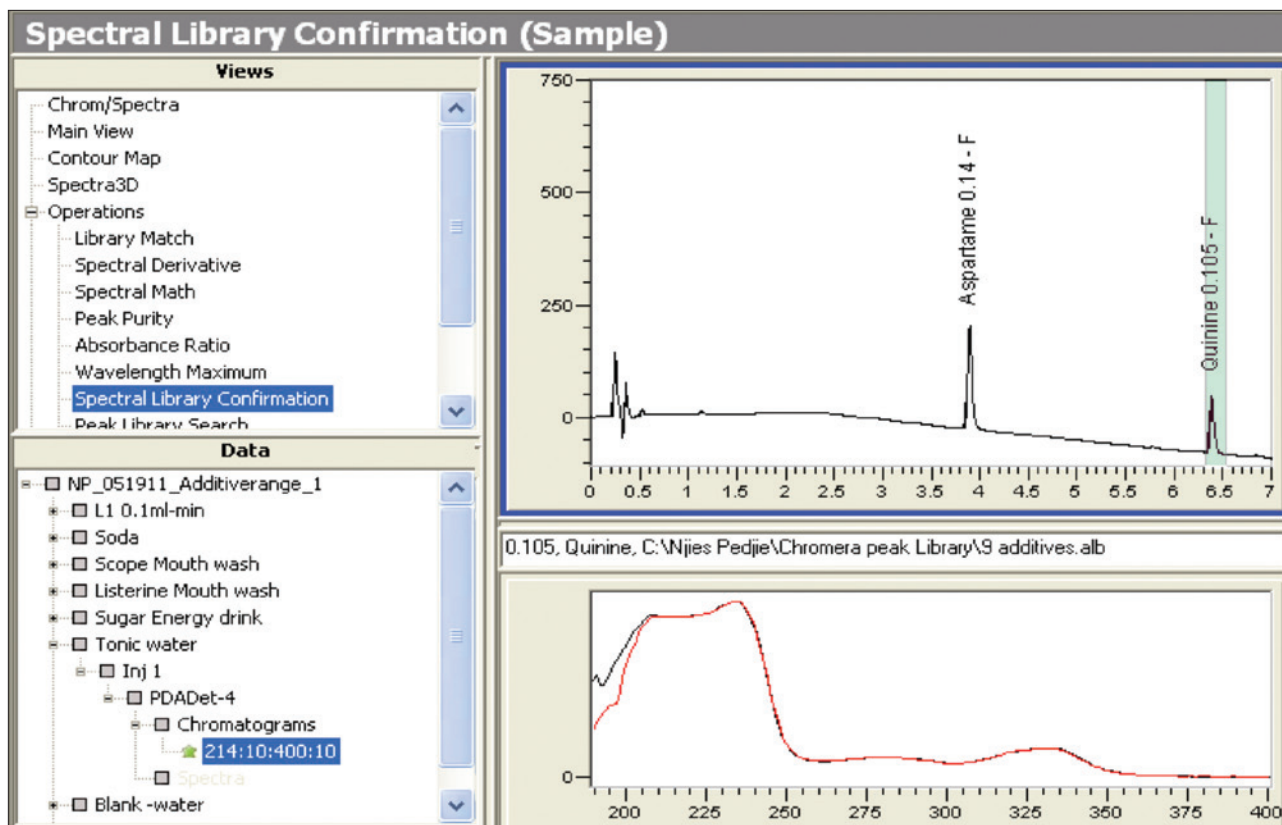 Spectral Library Confirmation (Sample)
Views
Chrom/Spectra
Main View
Contour Map
Spectra3D
Operations
Library Match
Spectral Derivative
Spectral Math
Peak Purity
Absorbance Ratio
Wavelength Maximum
Spectral Library Confirmation
Peak Library Search
Data
NP_051911_Additiverange_1
L1 0.1ml-min
Soda
Scope Mouth wash
Listerine Mouth wash
Sugar Energy drink
Tonic water
Inj 1
PDADet-4
Chromatograms
214:10:400:10
Spectra
Blank -water
750
500
250
0
Aspartame 0.14 - F
Quinine 0.105 - F
0 0.5 1 1.5 2 2.5 3 3.5 4 4.5 5 5.5 6 6.5 7
0.105, Quinine, C:\Njies Pedjie\Chromera peak Library\9 additives.alb
0
200 225 250 275 300 325 350 375 400